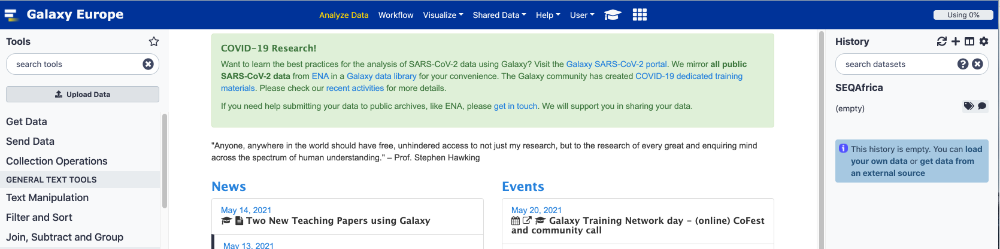 Galaxy Europe
Analyze Data
Workflow
Visualize
Shared Data
Help
User
Using 0%
Tools
search tools
Upload Data
Get Data
Send Data
Collection Operations
GENERAL TEXT TOOLS
Text Manipulation
Filter and Sort
Join, Subtract and Group
COVID-19 Research!
Want to learn the best practices for the analysis of SARS-CoV-2 data using Galaxy? Visit the Galaxy SARS-CoV-2 portal. We mirror all public
SARS-CoV-2 data from ENA in a Galaxy data library for your convenience. The Galaxy community has created COVID-19 dedicated training
materials. Please check our recent activities for more details.
If you need help submitting your data to public archives, like ENA, please get in touch. We will support you in sharing your data.
"Anyone, anywhere in the world should have free, unhindered access to not just my research, but to the research of every great and enquiring mind
across the spectrum of human understanding." – Prof. Stephen Hawking
News
May 14, 2021
Two New Teaching Papers using Galaxy
May 13, 2021
Events
May 20, 2021
Galaxy Training Network day - (online) CoFest
and community call
History
search datasets
SEQAfrica
(empty)
This history is empty. You can load
your own data or get data from
an external source